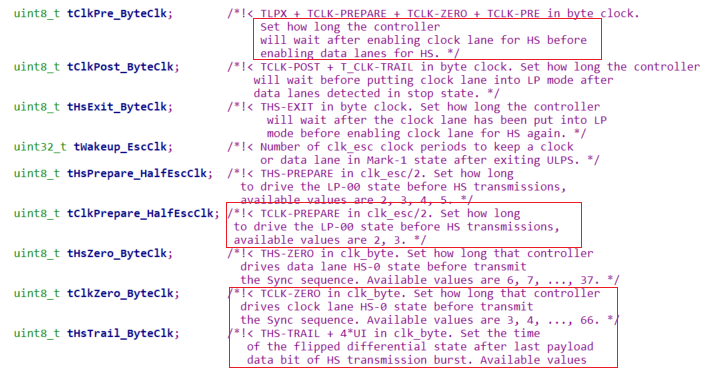 uint8_t tClkPre_ByteClk; /*!< TLPX + TCLK-PREPARE + TCLK-ZERO + TCLK-PRE in byte clock.
Set how long the controller
will wait after enabling clock lane for HS before
enabling data lanes for HS. */
uint8_t tClkPost_ByteClk; /*!< TCLK-POST + T_CLK-TRAIL in byte clock. Set how long the controller
will wait before putting clock lane into LP mode after
data lanes detected in stop state. */
uint8_t tHsExit_ByteClk; /*!< THS-EXIT in byte clock. Set how long the controller
will wait after the clock lane has been put into LP
mode before enabling clock lane for HS again. */
uint32_t tWakeup_EscClk; /*!< Number of clk_esc clock periods to keep a clock
or data lane in Mark-1 state after exiting ULPS. */
uint8_t tHsPrepare_HalfEscClk; /*!< THS-PREPARE in clk_esc/2. Set how long
to drive the LP-00 state before HS transmissions,
available values are 2, 3, 4, 5. */
uint8_t tClkPrepare_HalfEscClk; /*!< TCLK-PREPARE in clk_esc/2. Set how long
to drive the LP-00 state before HS transmissions,
available values are 2, 3. */
uint8_t tHsZero_ByteClk; /*!< THS-ZERO in clk_byte. Set how long that controller
drives data lane HS-0 state before transmit
the Sync sequence. Available values are 6, 7, ..., 37. */
uint8_t tClkZero_ByteClk; /*!< TCLK-ZERO in clk_byte. Set how long that controller
drives clock lane HS-0 state before transmit
the Sync sequence. Available values are 3, 4, ..., 66. */
uint8_t tHsTrail_ByteClk; /*!< THS-TRAIL + 4*UI in clk_byte. Set the time
of the flipped differential state after last payload
data bit of HS transmission burst. Available values